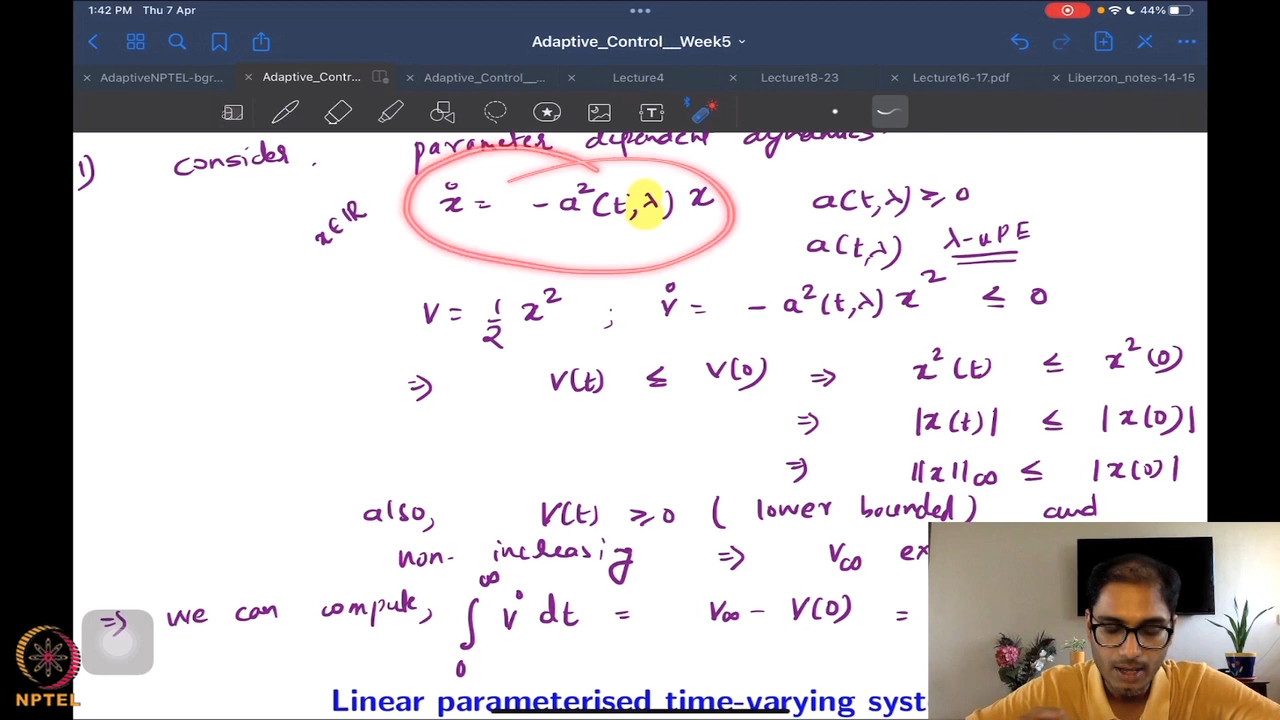 1:42 PM Thu 7 Apr
44%
Adaptive_Control__Week5
AdaptiveNPTEL-bgr...
Adaptive_Contr...
Adaptive_Control__...
Lecture4
Lecture18-23
Lecture16-17.pdf
Liberzon_notes-14-15
1) consider. parameter dependent dynamics.
ẋ = - a²(t,λ) x a(t,λ) ≥ 0
x ∈ ℝ
a(t,λ) λ-uPE
V = 1/2 x² ; V̇ = - a²(t,λ) x² ≤ 0
⇒ V(t) ≤ V(0) ⇒ x²(t) ≤ x²(0)
⇒ |x(t)| ≤ |x(0)|
⇒ ||x||∞ ≤ |x(0)|
also, V(t) ≥ 0 ( lower bounded) and
non-increasing ⇒ V∞ ex
⇒ we can compute, ∫₀^∞ V̇ dt = V∞ - V(0) =
NPTEL
Linear parameterised time-varying syst